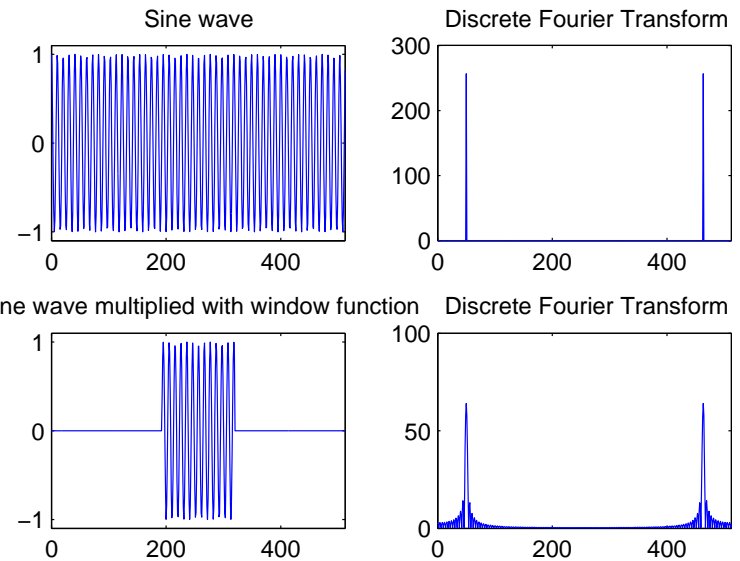 Sine wave
1
0
−1
0 200 400
Discrete Fourier Transform
300
200
100
0
0 200 400
ne wave multiplied with window function
1
0
−1
0 200 400
Discrete Fourier Transform
100
50
0
0 200 400